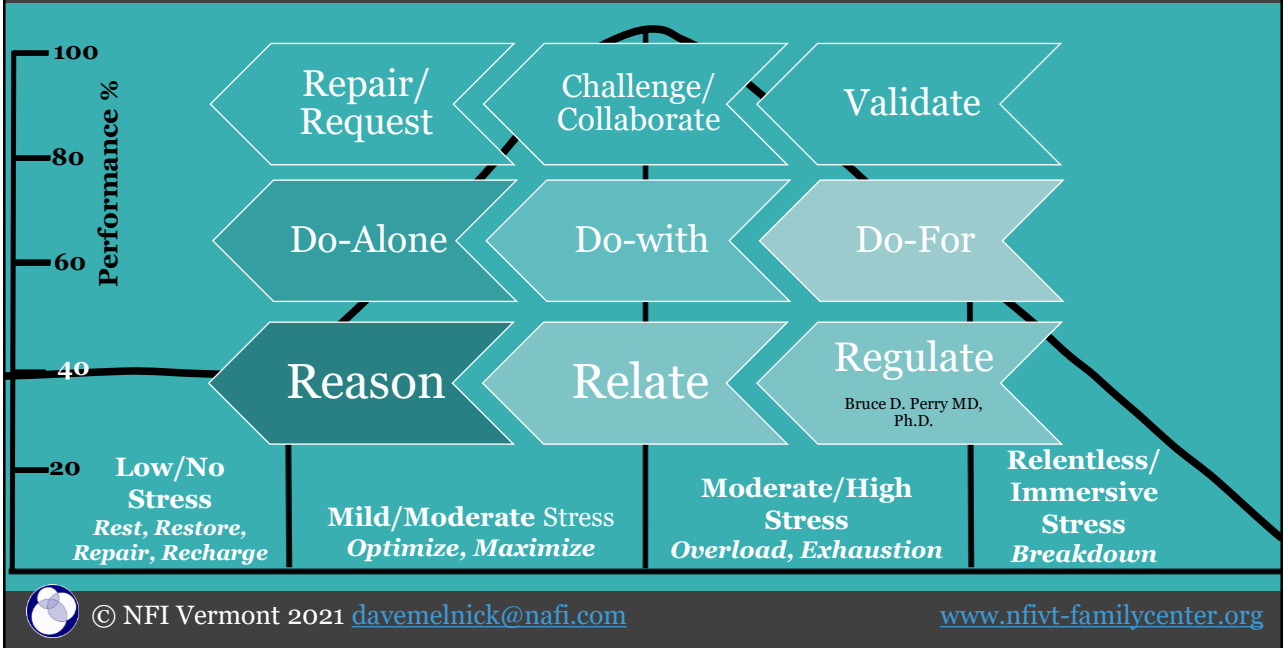 100
80
60
40
20
Performance %
Repair/
Request
Challenge/
Collaborate
Validate
Do-Alone
Do-with
Do-For
Reason
Relate
Regulate
Bruce D. Perry MD,
Ph.D.
Low/No
Stress
Rest, Restore,
Repair, Recharge
Mild/Moderate Stress
Optimize, Maximize
Moderate/High
Stress
Overload, Exhaustion
Relentless/
Immersive
Stress
Breakdown
© NFI Vermont 2021 davemelnick@nafi.com
www.nfivt-familycenter.org